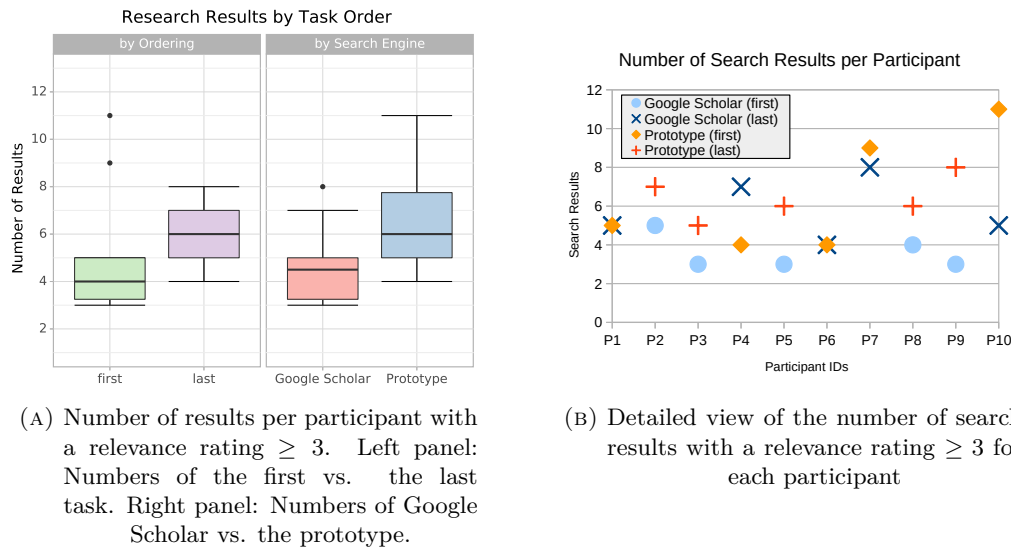 Research Results by Task Order
by Ordering
by Search Engine
Number of Results
12
10
8
6
4
2
first
last
Google Scholar
Prototype
(A) Number of results per participant with
a relevance rating ≥ 3. Left panel:
Numbers of the first vs. the last
task. Right panel: Numbers of Google
Scholar vs. the prototype.
Number of Search Results per Participant
Google Scholar (first)
Google Scholar (last)
Prototype (first)
Prototype (last)
Search Results
12
10
8
6
4
2
0
P1
P2
P3
P4
P5
P6
P7
P8
P9
P10
Participant IDs
(B) Detailed view of the number of search
results with a relevance rating ≥ 3 fo
each participant